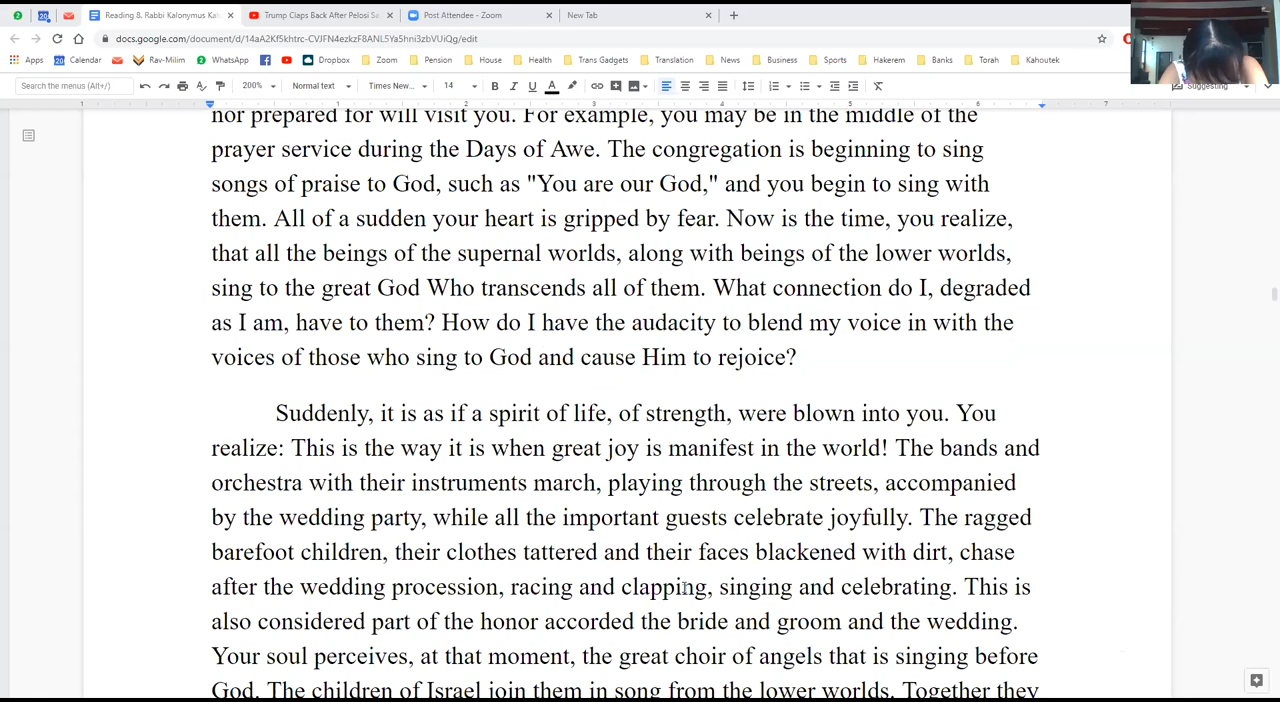 Reading 8. Rabbi Kalonymus Kal
Trump Claps Back After Pelosi Sa
Post Attendee - Zoom
New Tab
docs.google.com/document/d/14aA2Kf5khtrc-CVJFN4ezkzF8ANL5Ya5hni3zbVUiQg/edit
Apps Calendar Rav-Milim WhatsApp Dropbox Zoom Pension House Health Trans Gadgets Translation News Business Sports Hakerem Banks Torah Kahoutek
Search the menus (Alt+/) 200% Normal text Times New... 14 B I U A Suggesting
1 1 2 3 4 5 6 7
nor prepared for will visit you. For example, you may be in the middle of the
prayer service during the Days of Awe. The congregation is beginning to sing
songs of praise to God, such as "You are our God," and you begin to sing with
them. All of a sudden your heart is gripped by fear. Now is the time, you realize,
that all the beings of the supernal worlds, along with beings of the lower worlds,
sing to the great God Who transcends all of them. What connection do I, degraded
as I am, have to them? How do I have the audacity to blend my voice in with the
voices of those who sing to God and cause Him to rejoice?
Suddenly, it is as if a spirit of life, of strength, were blown into you. You
realize: This is the way it is when great joy is manifest in the world! The bands and
orchestra with their instruments march, playing through the streets, accompanied
by the wedding party, while all the important guests celebrate joyfully. The ragged
barefoot children, their clothes tattered and their faces blackened with dirt, chase
after the wedding procession, racing and clapping, singing and celebrating. This is
also considered part of the honor accorded the bride and groom and the wedding.
Your soul perceives, at that moment, the great choir of angels that is singing before
God. The children of Israel join them in song from the lower worlds. Together they